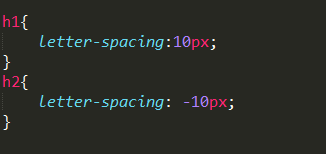 h1{
    letter-spacing:10px;
}
h2{
    letter-spacing: -10px;
}